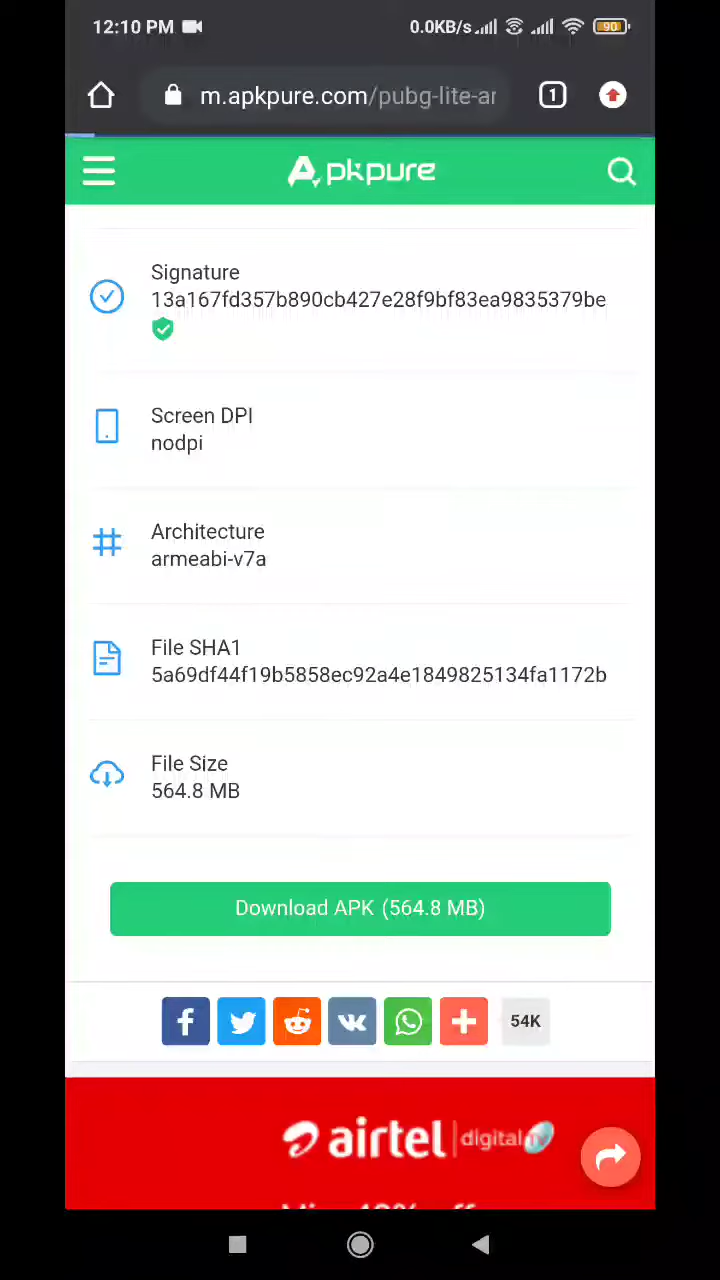 12:10 PM
0.0KB/s
90
m.apkpure.com/pubg-lite-ar
1
Apkpure
Signature
13a167fd357b890cb427e28f9bf83ea9835379be
Screen DPI
nodpi
Architecture
armeabi-v7a
File SHA1
5a69df44f19b5858ec92a4e1849825134fa1172b
File Size
564.8 MB
Download APK (564.8 MB)
54K
airtel digital